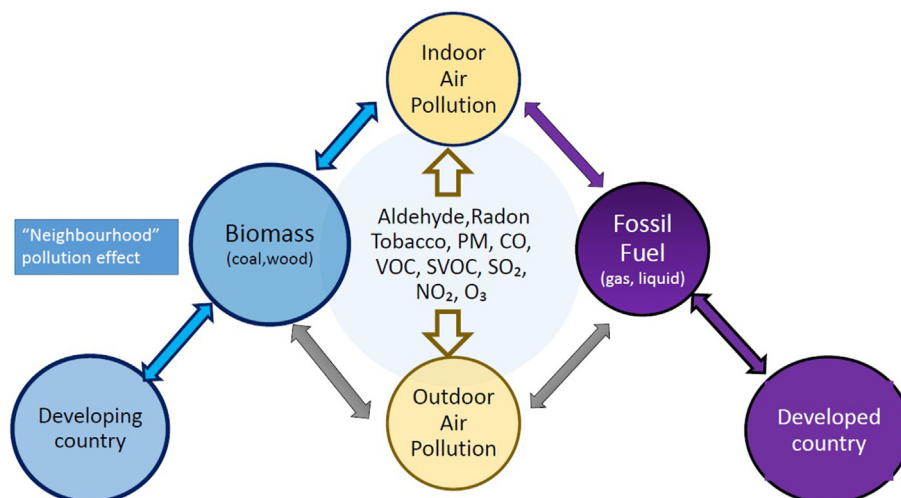 Indoor
Air
Pollution
Aldehyde,Radon
Tobacco, PM, CO,
VOC, SVOC, SO₂,
NO₂, O₃
Biomass
(coal,wood)
Fossil
Fuel
(gas, liquid)
“Neighbourhood”
pollution effect
Developing
country
Outdoor
Air
Pollution
Developed
country